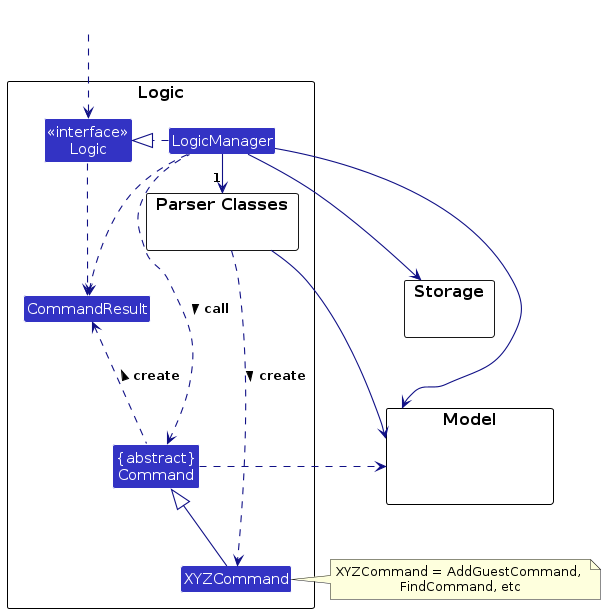 Logic
«interface»
Logic
LogicManager
1
Parser Classes
Storage
CommandResult
call
create
create
Model
{abstract}
Command
XYZCommand
XYZCommand = AddGuestCommand,
FindCommand, etc